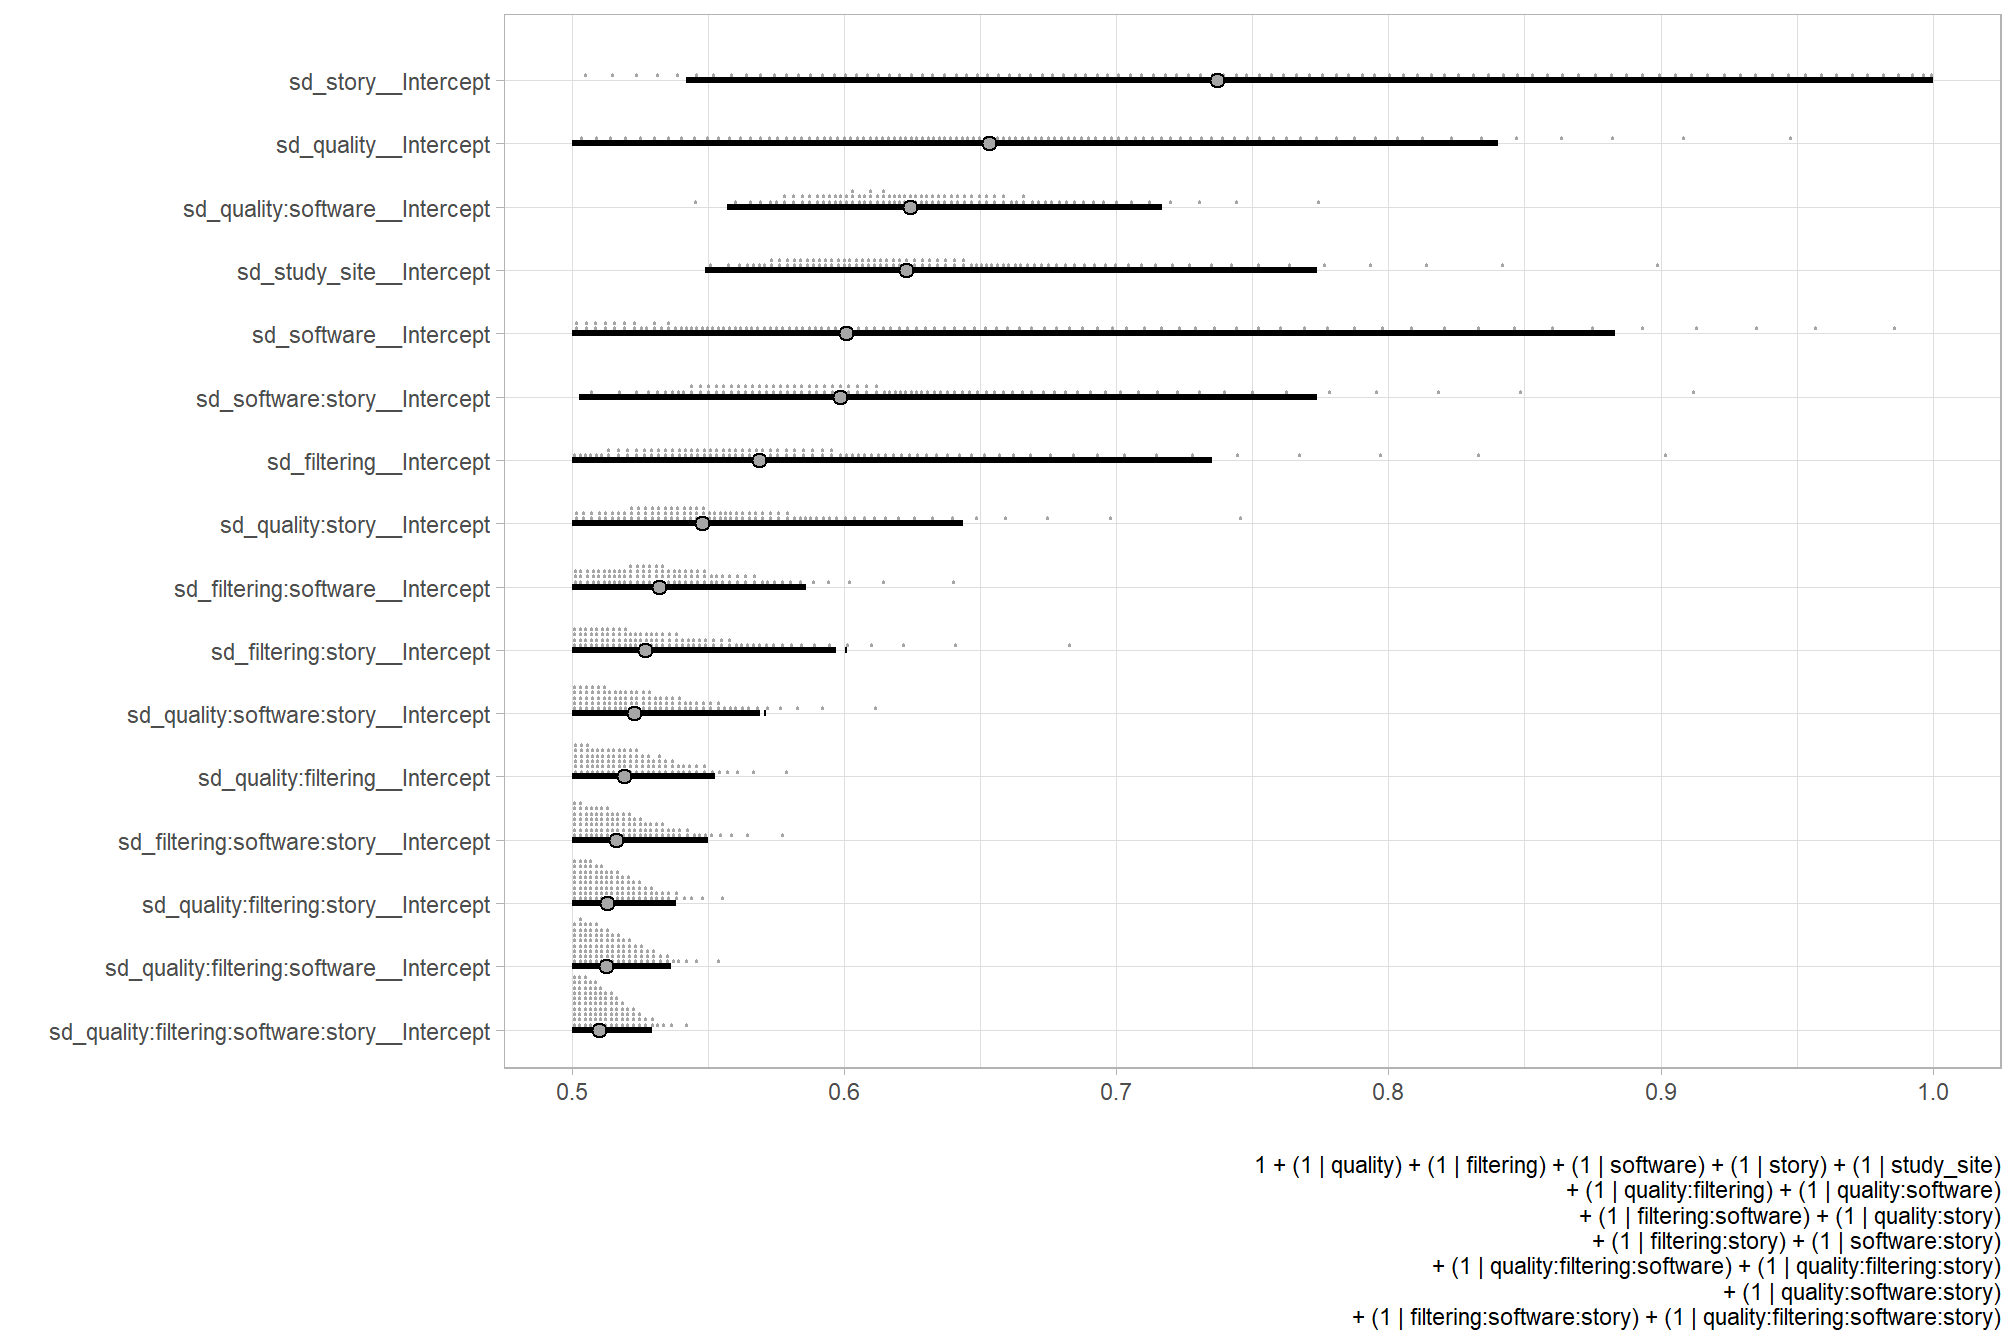 sd_story__Intercept
sd_quality__Intercept
sd_quality:software__Intercept
sd_study_site__Intercept
sd_software__Intercept
sd_software:story__Intercept
sd_filtering__Intercept
sd_quality:story__Intercept
sd_filtering:software__Intercept
sd_filtering:story__Intercept
sd_quality:software:story__Intercept
sd_quality:filtering__Intercept
sd_filtering:software:story__Intercept
sd_quality:filtering:story__Intercept
sd_quality:filtering:software__Intercept
sd_quality:filtering:software:story__Intercept
0.5 0.6 0.7 0.8 0.9 1.0
1 + (1 | quality) + (1 | filtering) + (1 | software) + (1 | story) + (1 | study_site)
+ (1 | quality:filtering) + (1 | quality:software)
+ (1 | filtering:software) + (1 | quality:story)
+ (1 | filtering:story) + (1 | software:story)
+ (1 | quality:filtering:software) + (1 | quality:filtering:story)
+ (1 | quality:software:story)
+ (1 | filtering:software:story) + (1 | quality:filtering:software:story)